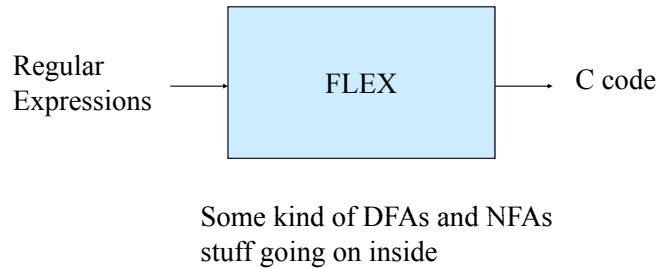 Regular
Expressions
FLEX
C code
Some kind of DFAs and NFAs
stuff going on inside